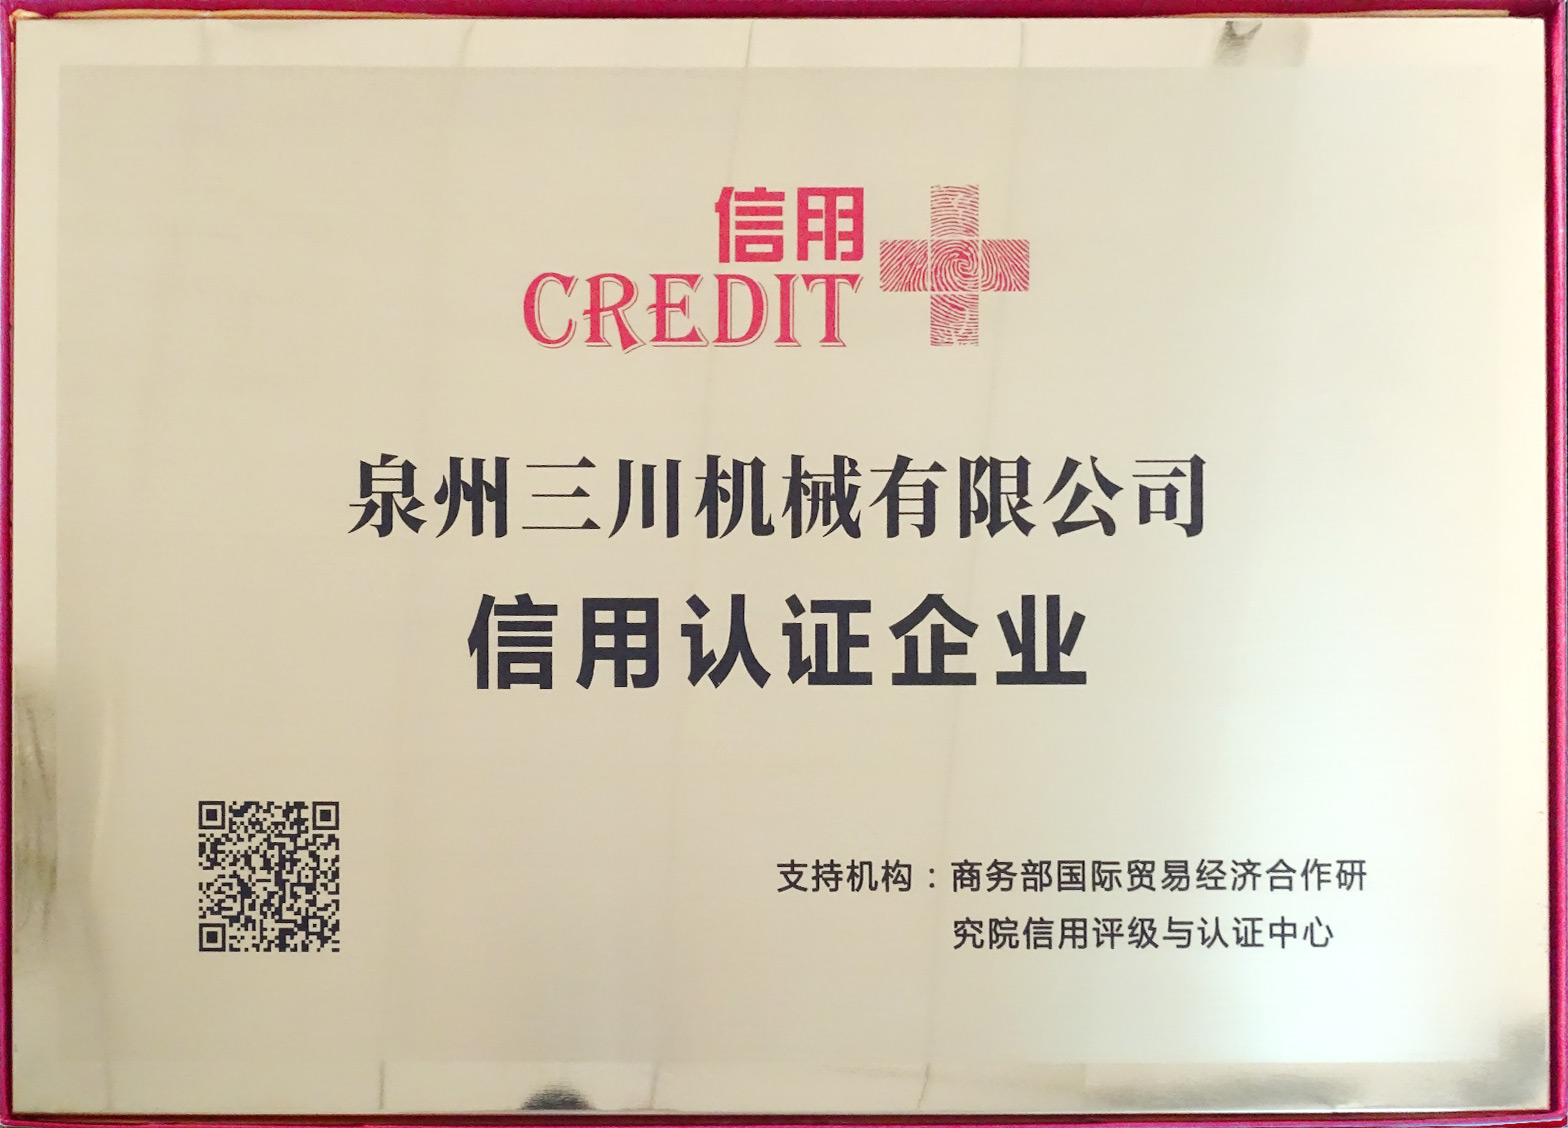 信用
CREDIT
泉州三川机械有限公司
信用认证企业
支持机构：商务部国际贸易经济合作研
究院信用评级与认证中心